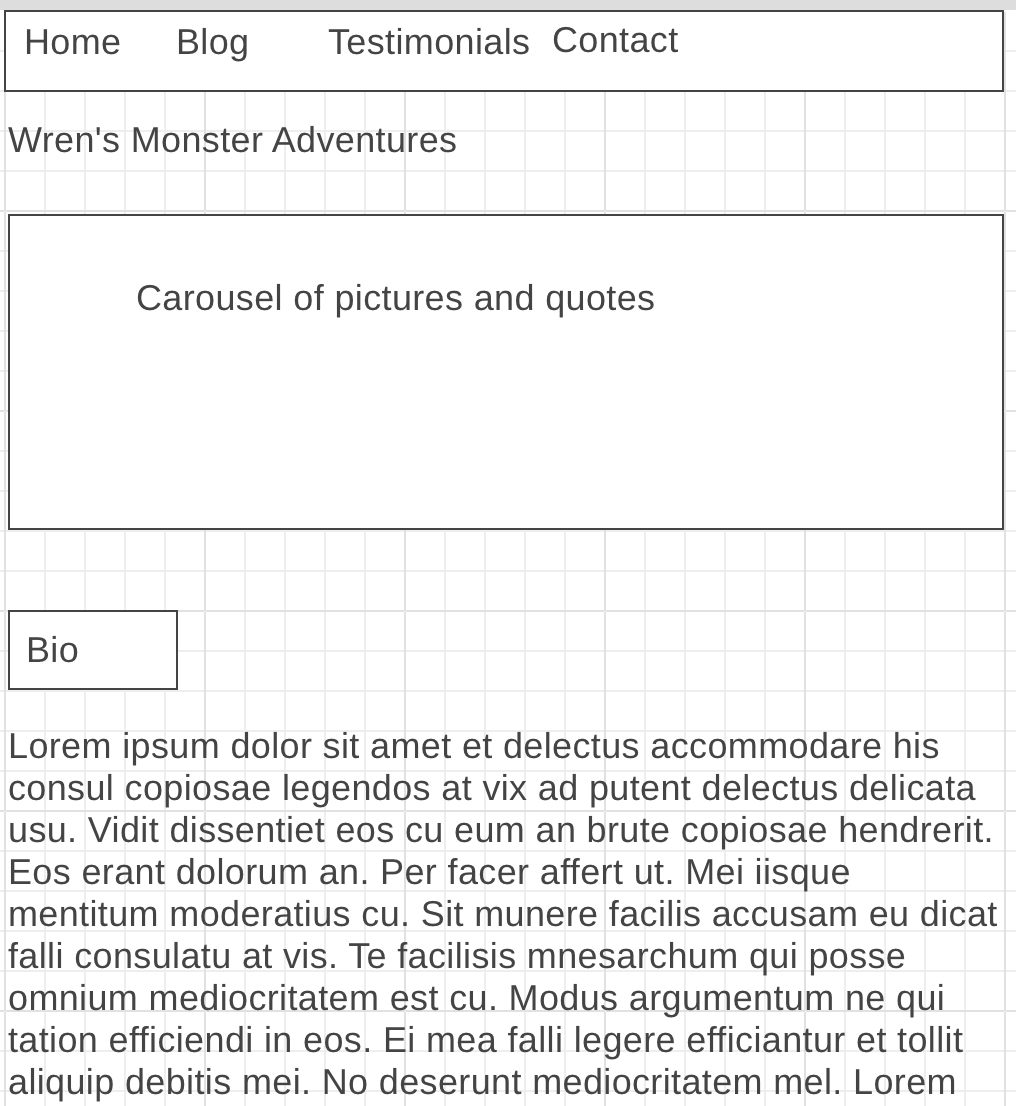 Home Blog Testimonials Contact
Wren's Monster Adventures
Carousel of pictures and quotes
Bio
Lorem ipsum dolor sit amet et delectus accommodare his
consul copiosae legendos at vix ad putent delectus delicata
usu. Vidit dissentiet eos cu eum an brute copiosae hendrerit.
Eos erant dolorum an. Per facer affert ut. Mei iisque
mentitum moderatius cu. Sit munere facilis accusam eu dicat
falli consulatu at vis. Te facilisis mnesarchum qui posse
omnium mediocritatem est cu. Modus argumentum ne qui
tation efficiendi in eos. Ei mea falli legere efficiantur et tollit
aliquip debitis mei. No deserunt mediocritatem mel. Lorem